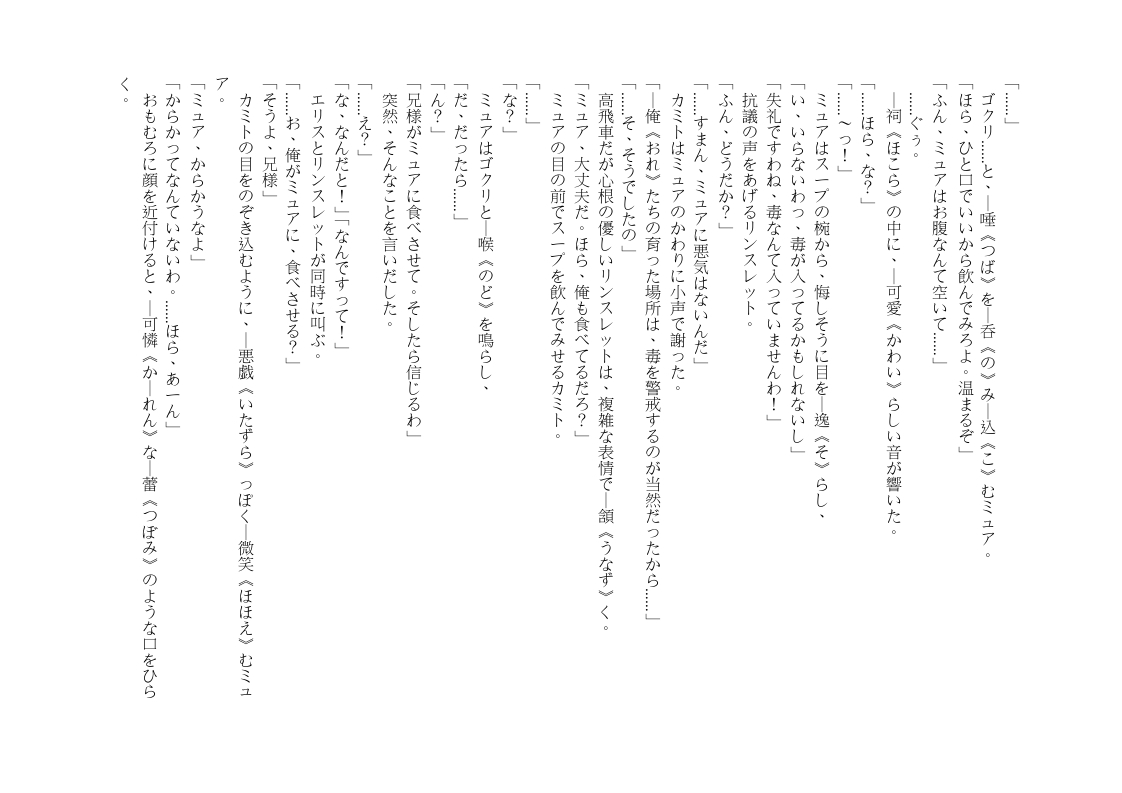 「……」
　ゴクリ……と、―唾《つば》を―呑《の》み―込《こ》むミュア。
「ほら、ひと口でいいから飲んでみろよ。温まるぞ」
「ふん、ミュアはお腹なんて空いて……」
　……ぐぅ。
　―祠《ほこら》の中に、―可愛《かわい》らしい音が響いた。
「……ほら、な?」
「……～っ!」
　ミュアはスープの椀から、悔しそうに目を―逸《そ》らし、
「い、いらないわっ、毒が入ってるかもしれないし」
「失礼ですわね、毒なんて入っていませんわ!」
　抗議の声をあげるリンスレット。
「ふん、どうだか?」
「……すまん、ミュアに悪気はないんだ」
　カミトはミュアのかわりに小声で謝った。
「―俺《おれ》たちの育った場所は、毒を警戒するのが当然だったから……」
「……そ、そうでしたの」
　高飛車だが心根の優しいリンスレットは、複雑な表情で―頷《うなず》く。
「ミュア、大丈夫だ。ほら、俺も食べてるだろ?」
　ミュアの目の前でスープを飲んでみせるカミト。
「……」
「な?」
　ミュアはゴクリと―喉《のど》を鳴らし、
「だ、だったら……」
「ん?」
「兄様がミュアに食べさせて。そしたら信じるわ」
　突然、そんなことを言いだした。
「……え?」
「な、なんだと!」「なんですって!」
　エリスとリンスレットが同時に叫ぶ。
「……お、俺がミュアに、食べさせる?」
「そうよ、兄様」
　カミトの目をのぞき込むように、―悪戯《いたずら》っぽく―微笑《ほほえ》むミュ
ア。
「ミュア、からかうなよ」
「からかってなんていないわ。……ほら、あーん」
　おもむろに顔を近付けると、―可憐《か―れん》な―蕾《つぼみ》のような口をひら
く。